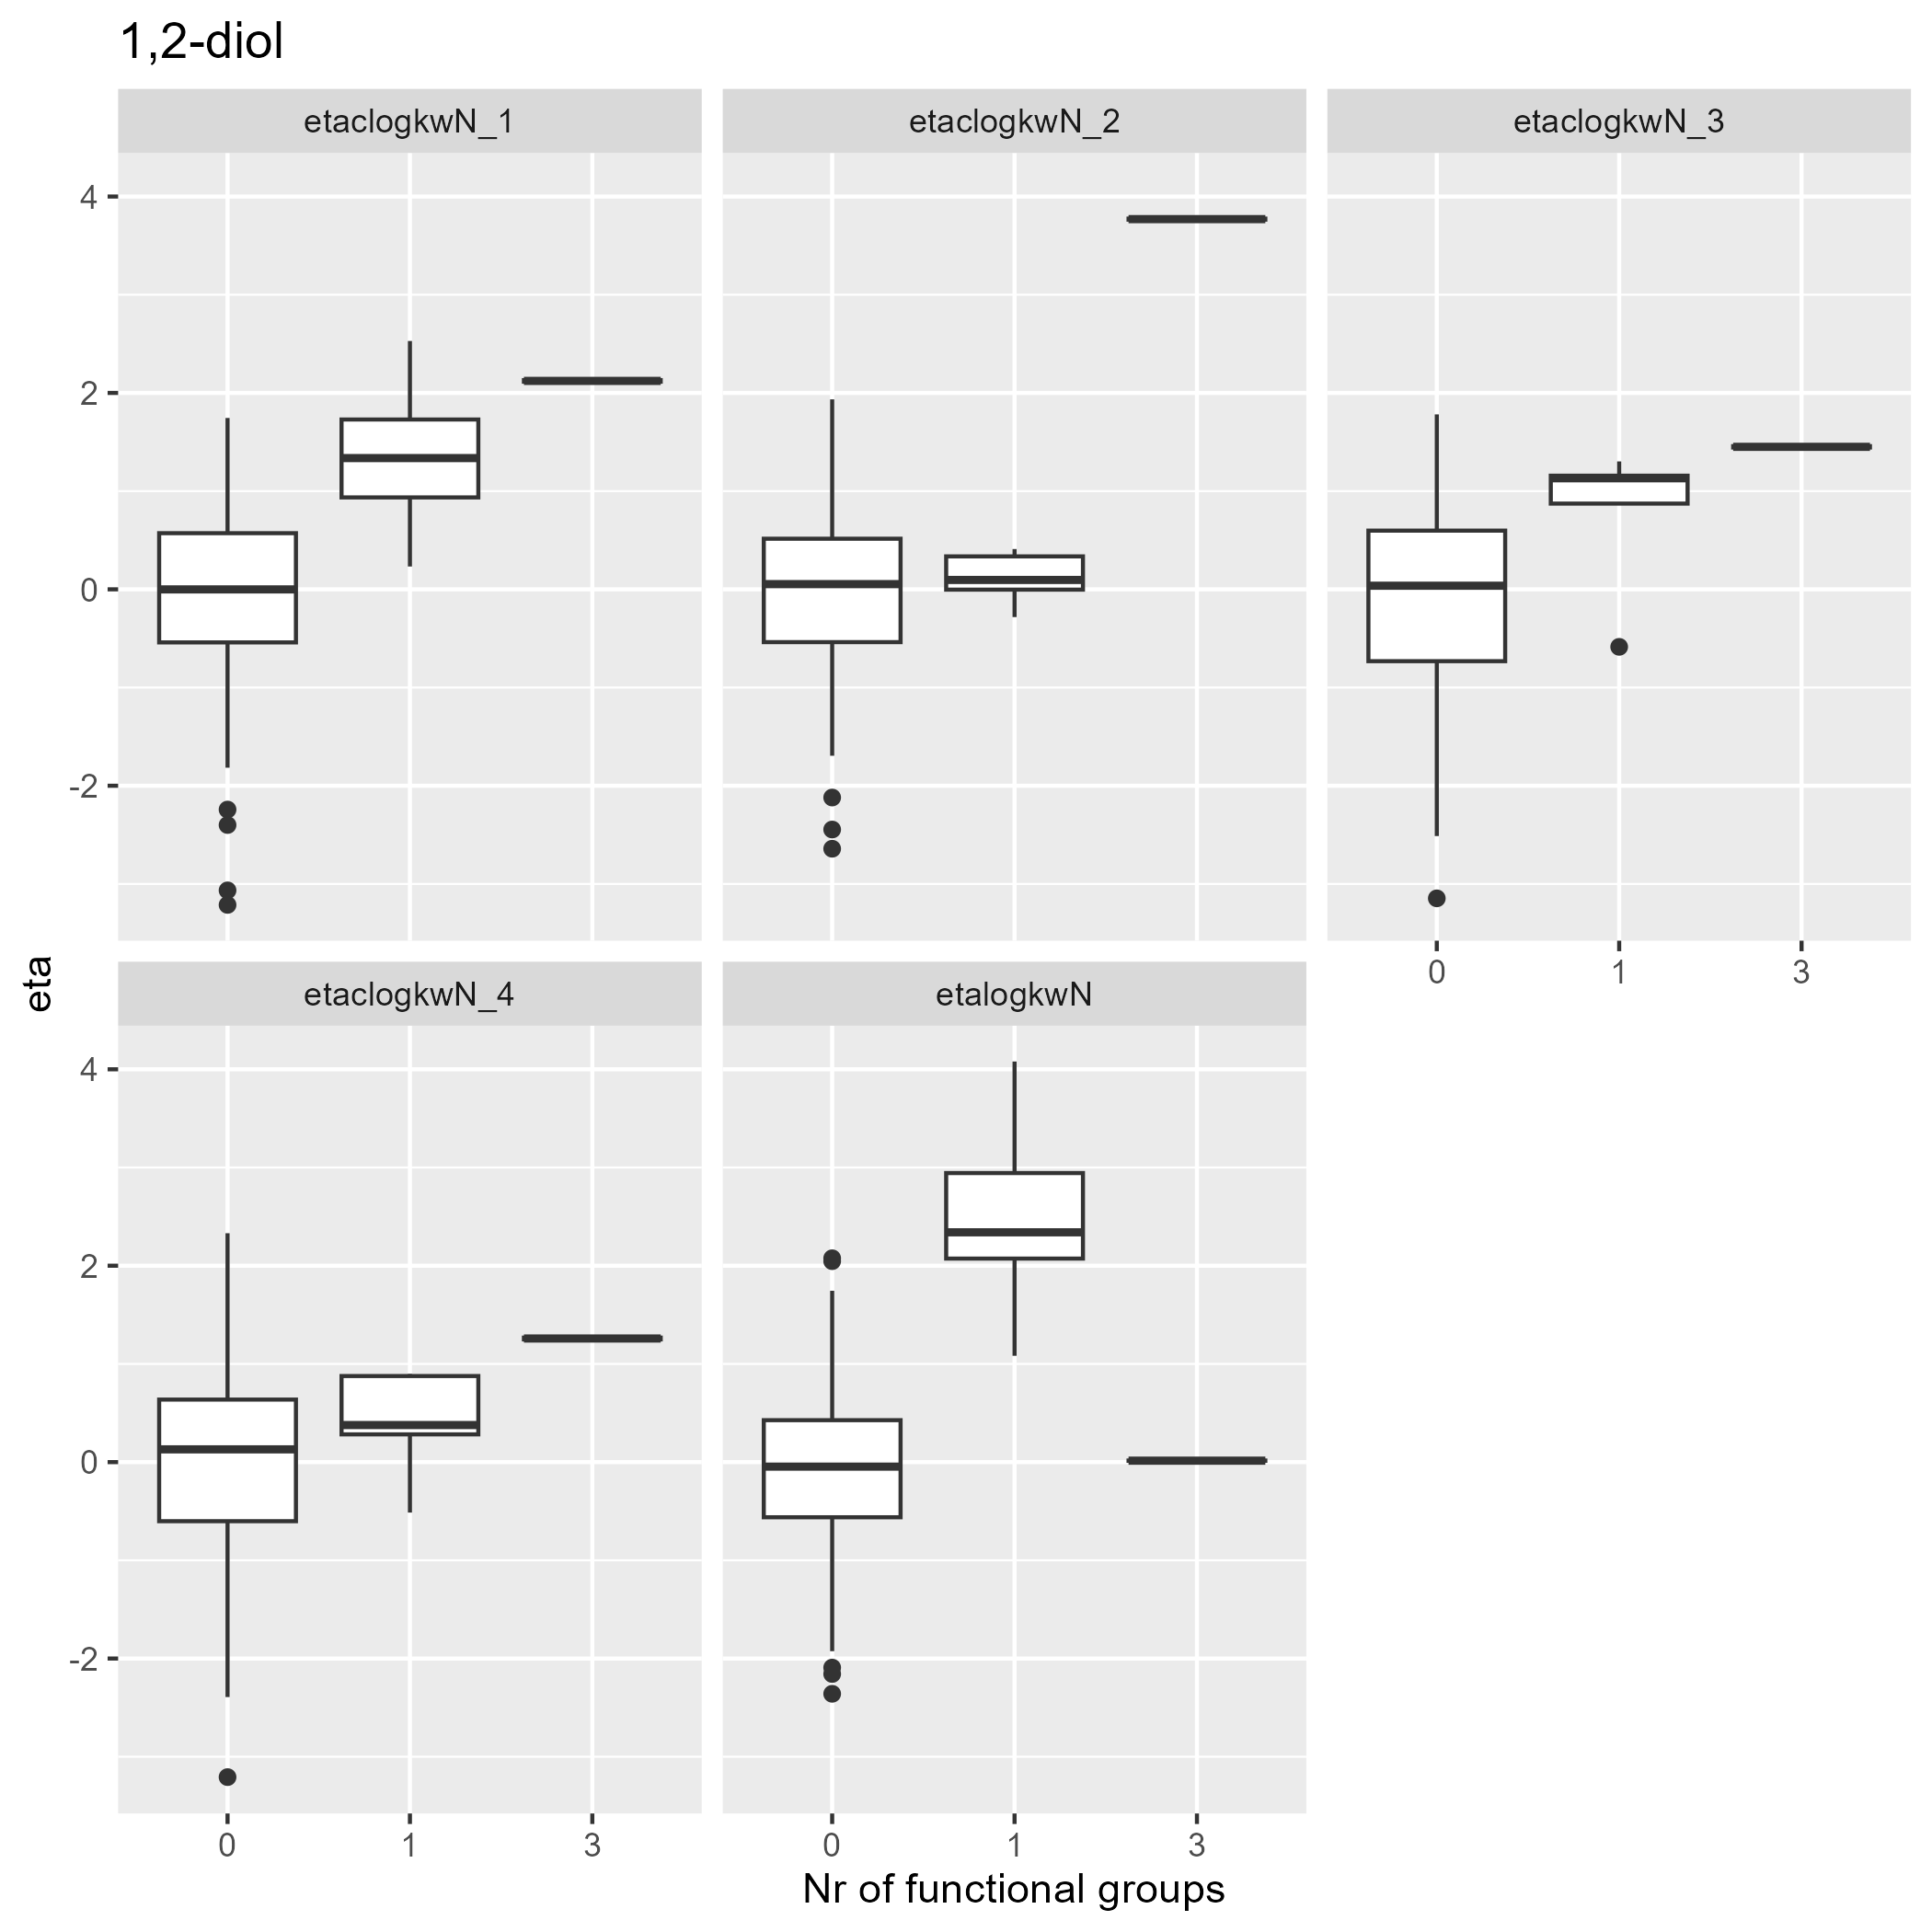 1,2-diol
etaclogkwN_1 etaclogkwN_2 etaclogkwN_3
4
2
0
-2
0 1 3
eta
etaclogkwN_4 etalogkwN
4
2
0
-2
0 1 3 0 1 3
Nr of functional groups